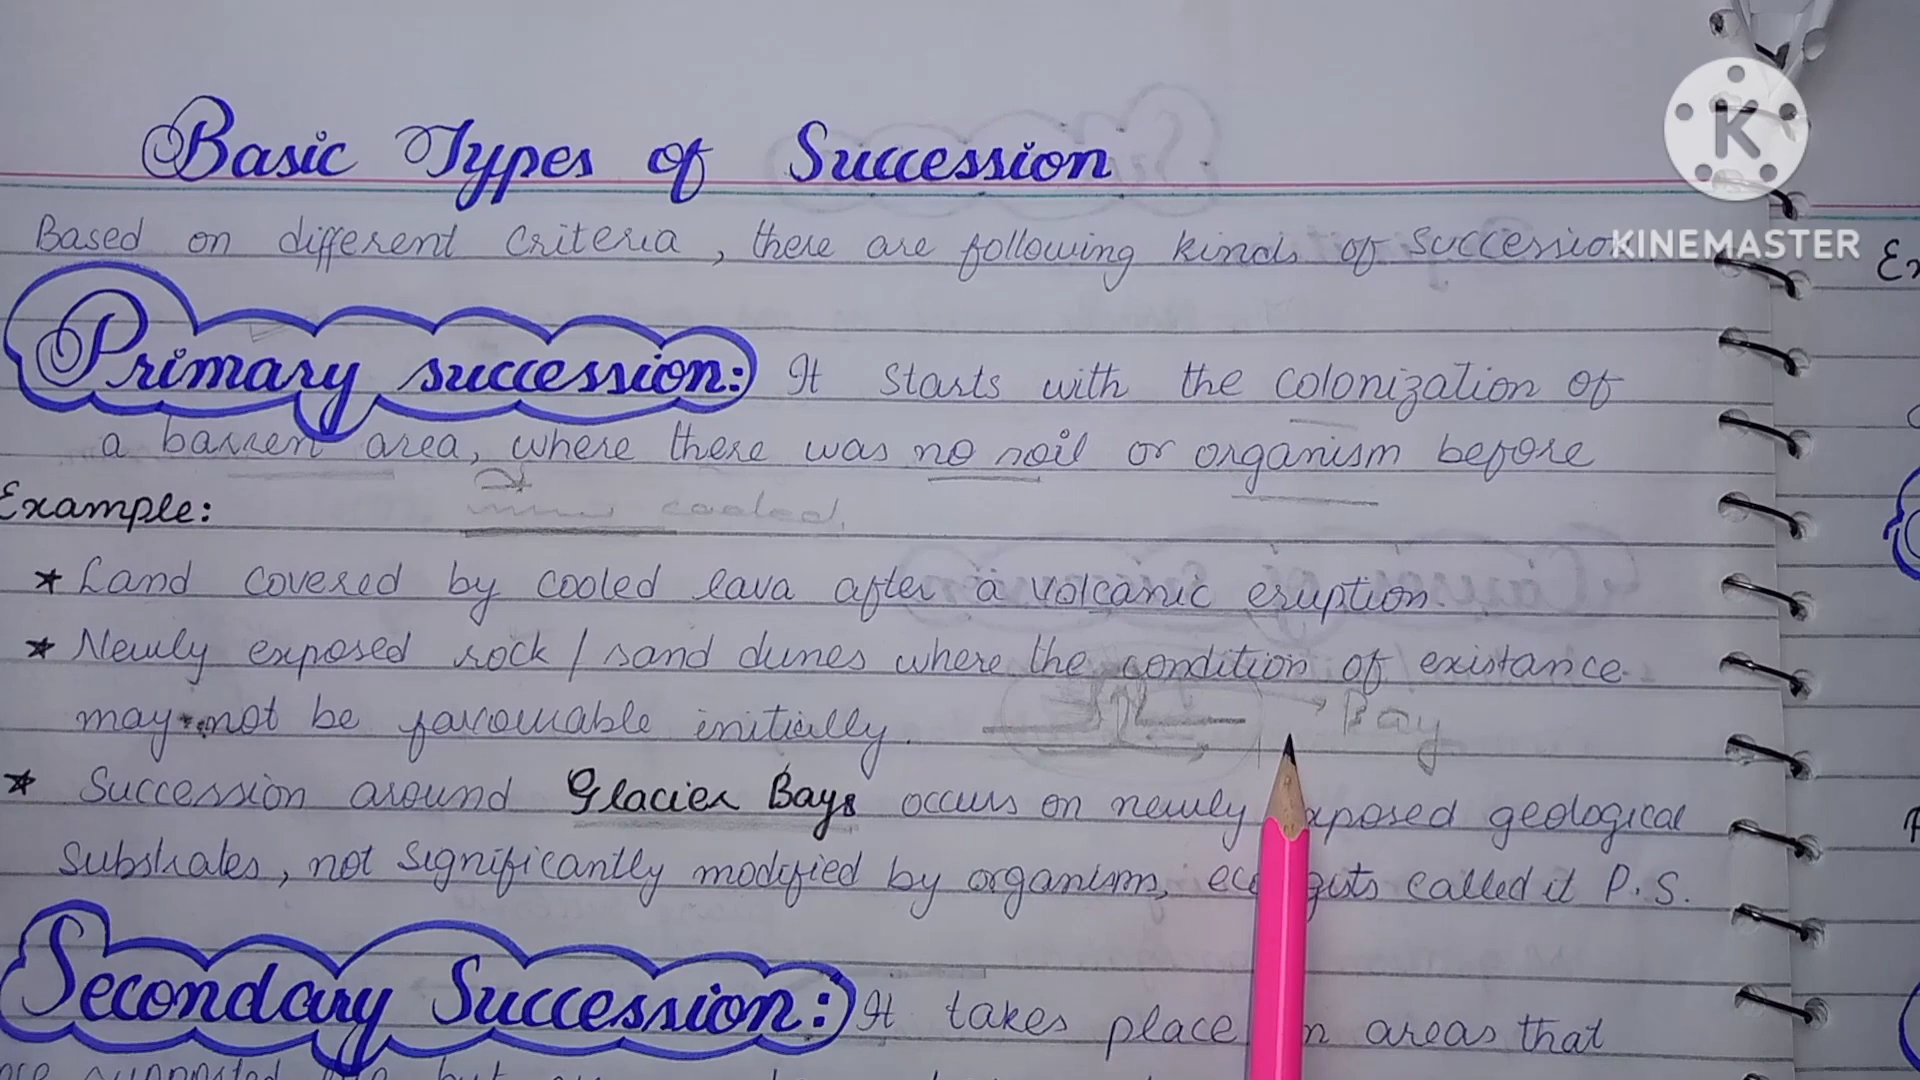 Basic Types of Succession
Based on different criteria, there are following kinds of succession
KINEMASTER
Primary succession: It starts with the colonization of
a barren area, where there was no soil or organism before
cooled
Example:
* Land covered by cooled lava after a volcanic eruption
* Newly exposed rock / sand dunes where the condition of existance
may not be favourable initially.
Bay
* Succession around Glacier Bays occurs on newly exposed geological
substrates, not significantly modified by organism, called it P.S.
Secondary Succession: It takes place in areas that